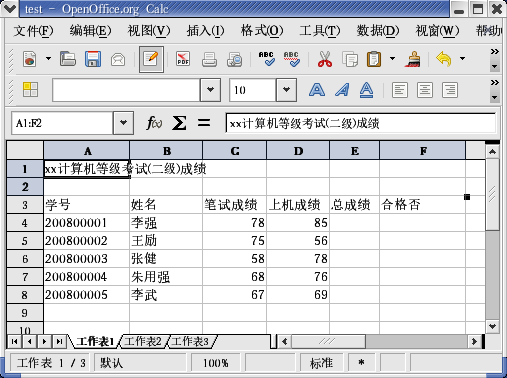 test - OpenOffice.org Calc
文件(F) 编辑(E) 视图(V) 插入(I) 格式(O) 工具(T) 数据(D) 视窗(W) 帮助
PDF ABC ABC
10 A A A
A1:F2 f(x) Σ = xx计算机等级考试(二级)成绩
A B C D E F
1 xx计算机等级考试(二级)成绩
2
3 学号 姓名 笔试成绩 上机成绩 总成绩 合格否
4 200800001 李强 78 85
5 200800002 王励 75 56
6 200800003 张健 58 78
7 200800004 朱用强 68 76
8 200800005 李武 67 69
9
10
工作表1 工作表2 工作表3
工作表 1 / 3 默认 100% 标准 *